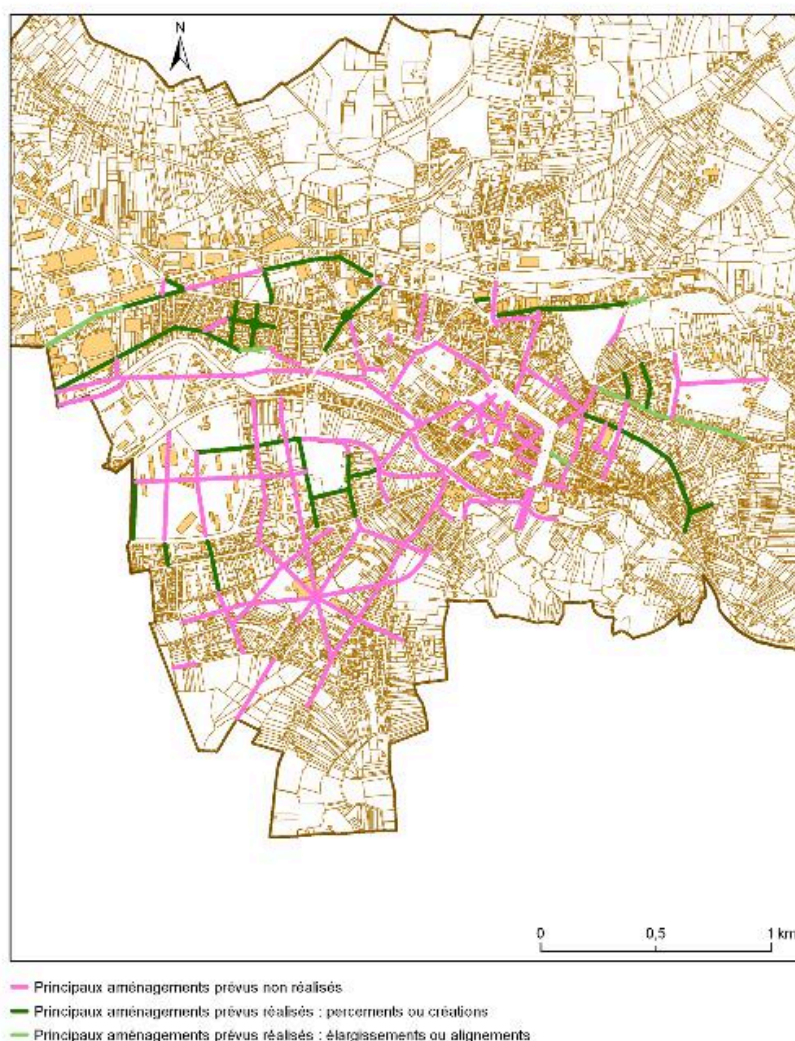 N
0 0,5 1 km
Principaux aménagements prévus non réalisés
Principaux aménagements prévus réalisés : percements ou créations
Principaux aménagements prévus réalisés : élargissements ou alignements